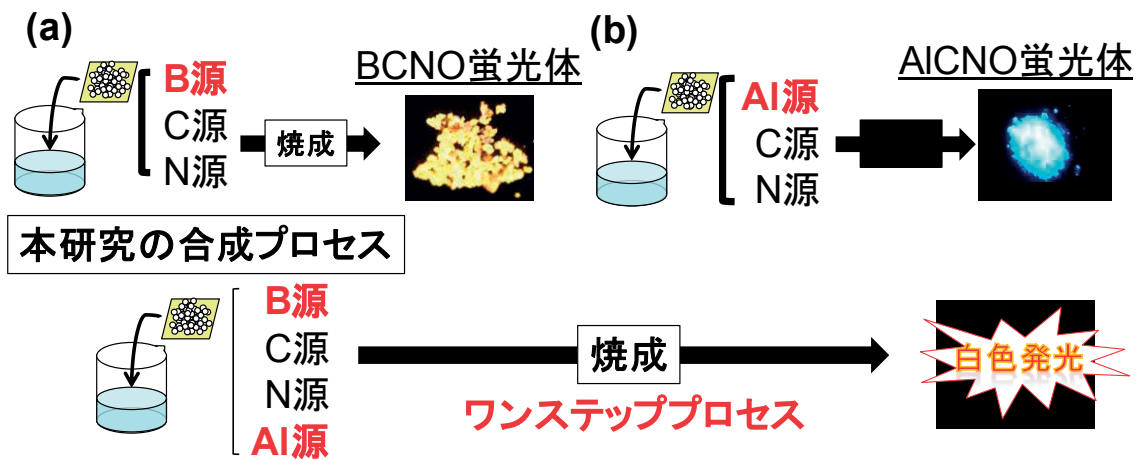 (a)
BCNO蛍光体
B源
C源
N源
焼成
(b)
AlCNO蛍光体
Al源
C源
N源
本研究の合成プロセス
B源
C源
N源
Al源
焼成
ワンステッププロセス
白色発光